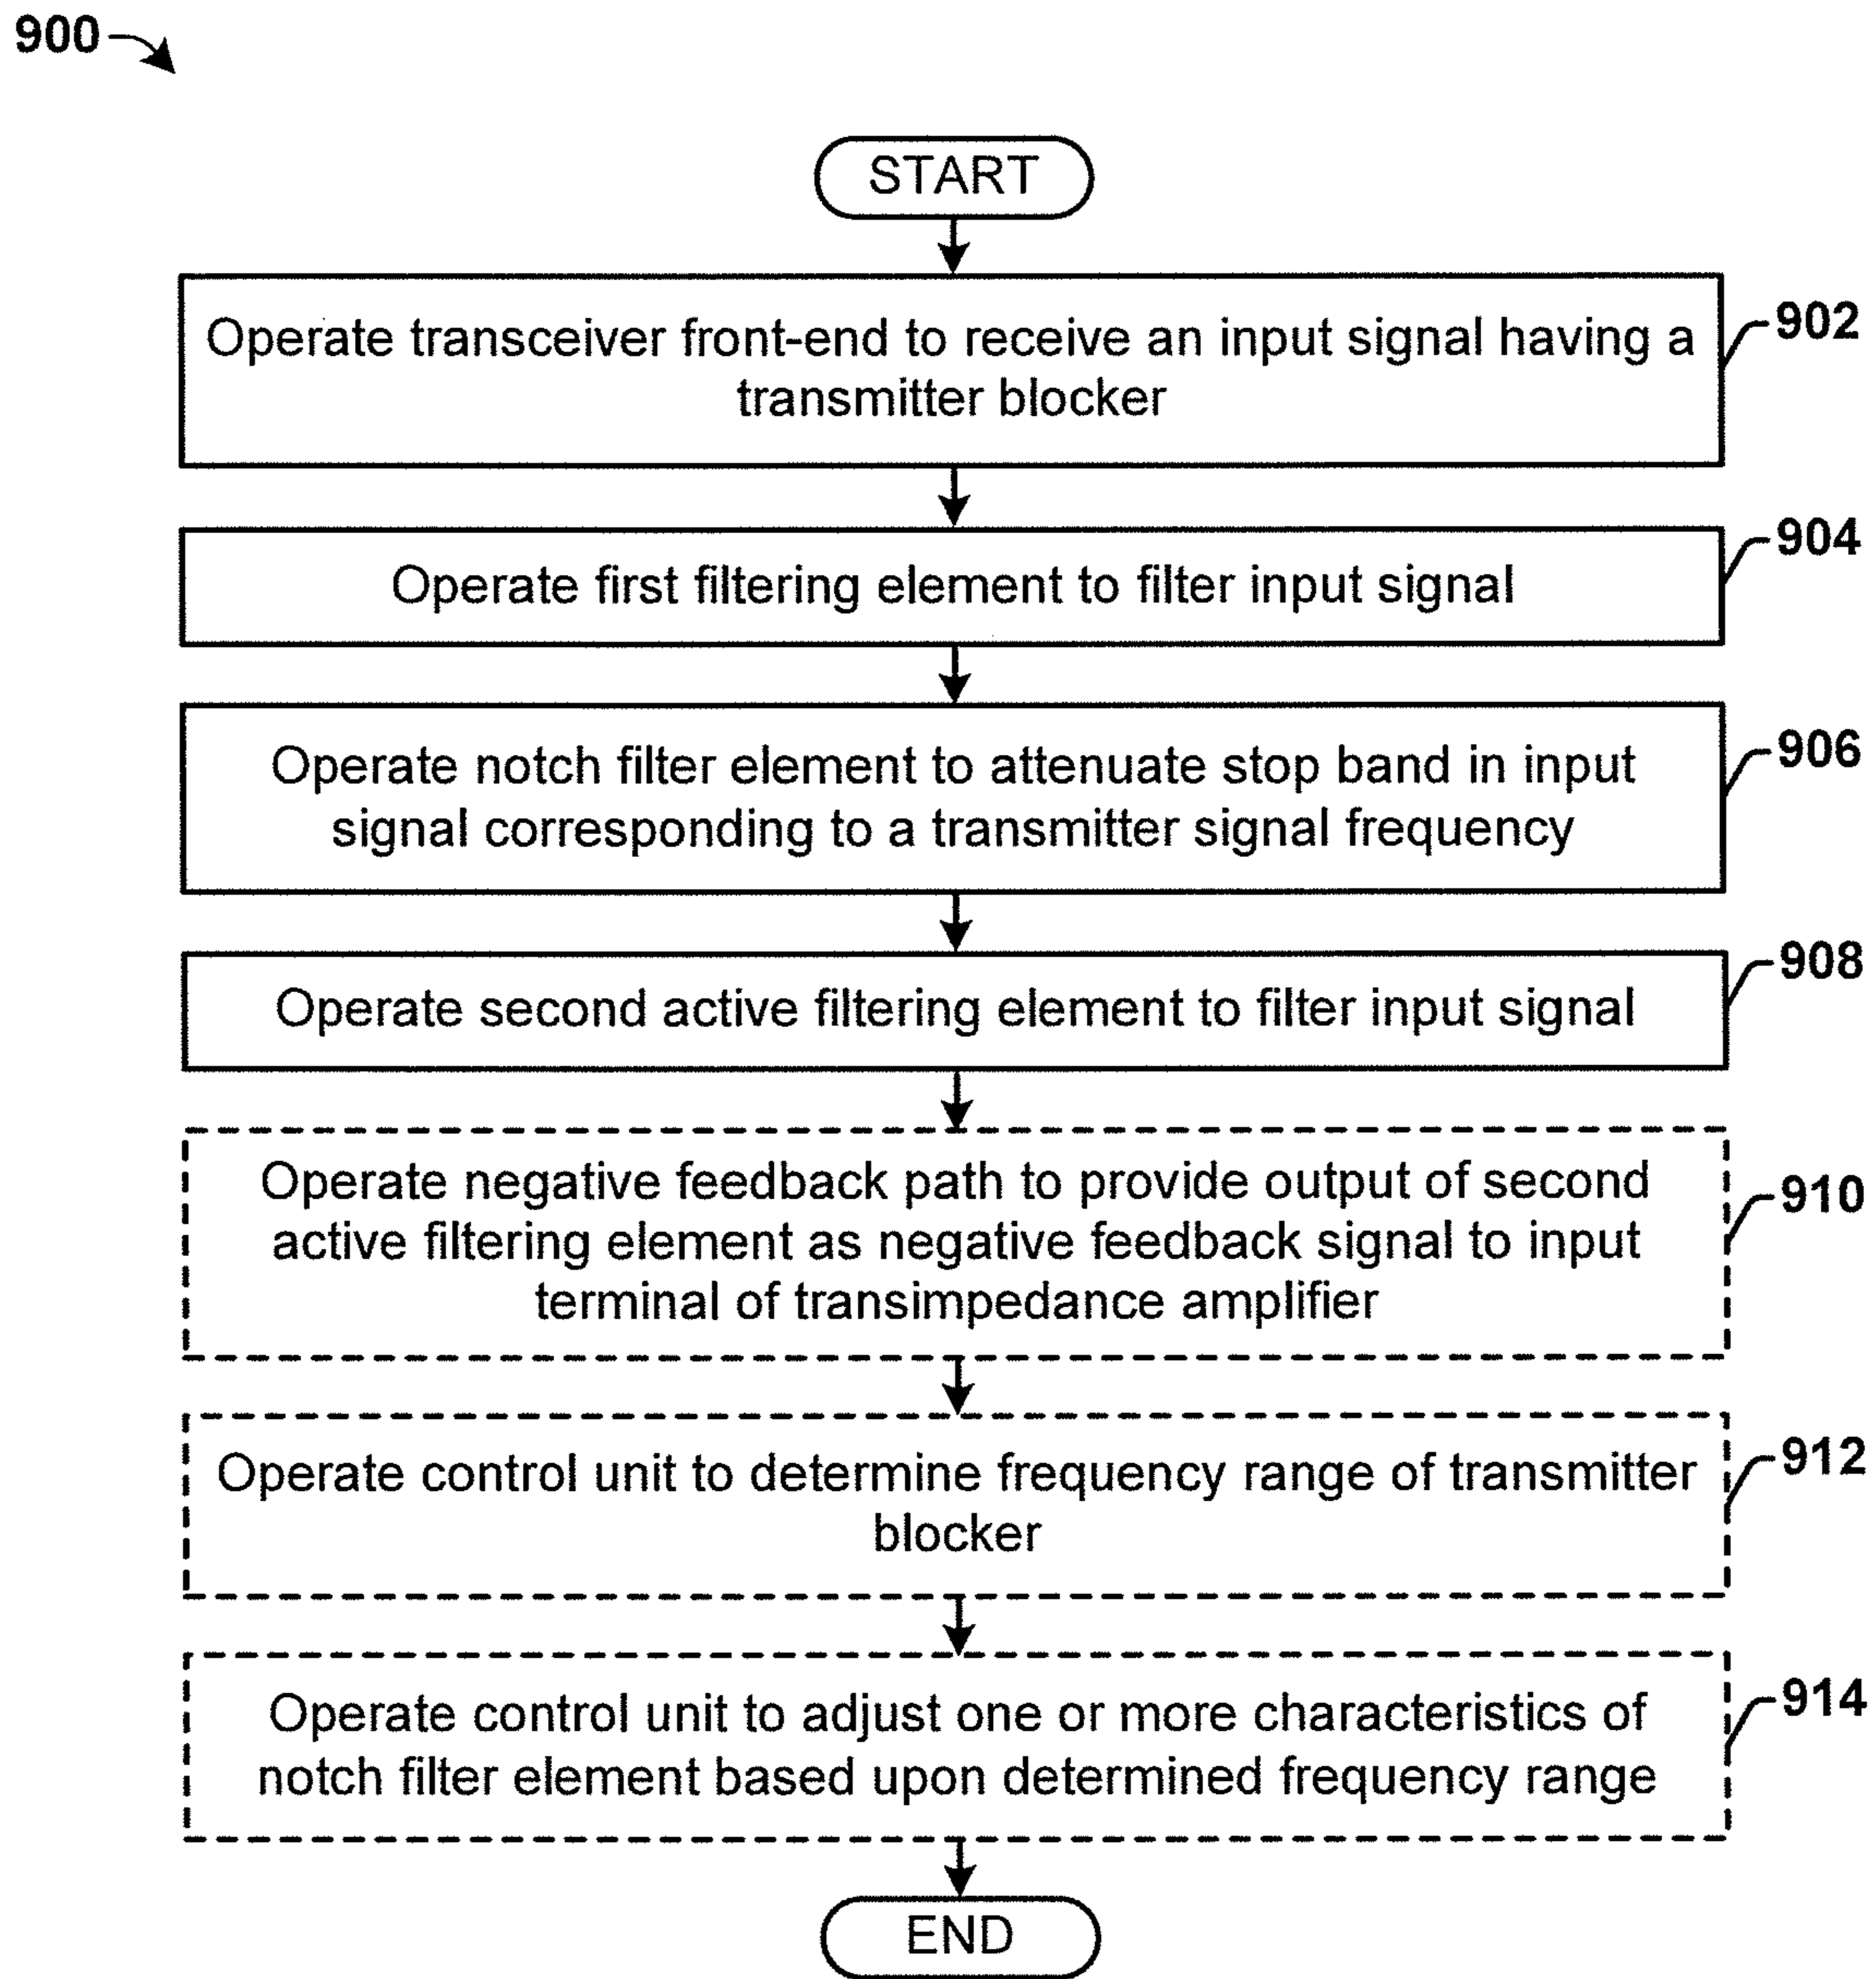 900
START
Operate transceiver front-end to receive an input signal having a
transmitter blocker
902
Operate first filtering element to filter input signal
904
Operate notch filter element to attenuate stop band in input
signal corresponding to a transmitter signal frequency
906
Operate second active filtering element to filter input signal
908
Operate negative feedback path to provide output of second
active filtering element as negative feedback signal to input
terminal of transimpedance amplifier
910
Operate control unit to determine frequency range of transmitter
blocker
912
Operate control unit to adjust one or more characteristics of
notch filter element based upon determined frequency range
914
END